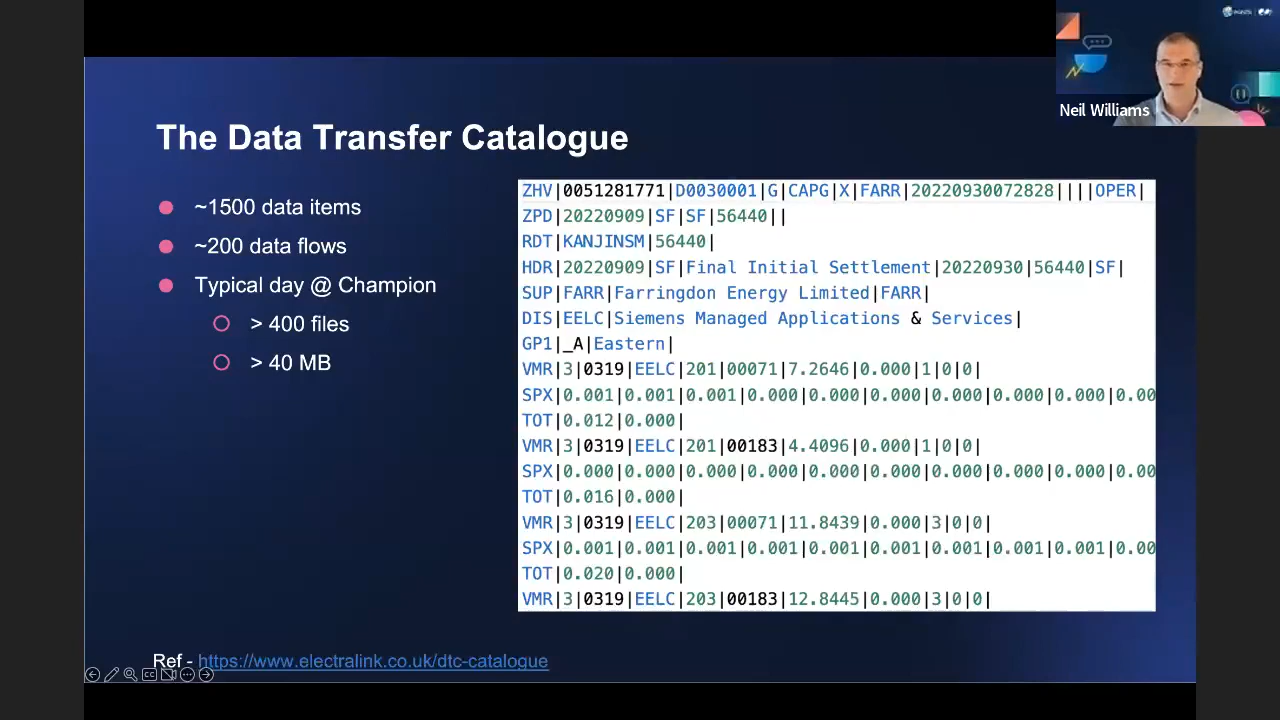 Neil Williams
The Data Transfer Catalogue
~1500 data items
~200 data flows
Typical day @ Champion
> 400 files
> 40 MB
ZHV|0051281771|D0030001|G|CAPG|X|FARR|20220930072828||||OPER|
ZPD|20220909|SF|SF|56440||
RDT|KANJINSM|56440|
HDR|20220909|SF|Final Initial Settlement|20220930|56440|SF|
SUP|FARR|Farringdon Energy Limited|FARR|
DIS|EELC|Siemens Managed Applications & Services|
GP1|_A|Eastern|
VMR|3|0319|EELC|201|00071|7.2646|0.000|1|0|0|
SPX|0.001|0.001|0.001|0.000|0.000|0.000|0.000|0.000|0.000|0.00
TOT|0.012|0.000|
VMR|3|0319|EELC|201|00183|4.4096|0.000|1|0|0|
SPX|0.000|0.000|0.000|0.000|0.000|0.000|0.000|0.000|0.000|0.00
TOT|0.016|0.000|
VMR|3|0319|EELC|203|00071|11.8439|0.000|3|0|0|
SPX|0.001|0.001|0.001|0.001|0.001|0.001|0.001|0.001|0.001|0.00
TOT|0.020|0.000|
VMR|3|0319|EELC|203|00183|12.8445|0.000|3|0|0|
Ref - https://www.electralink.co.uk/dtc-catalogue